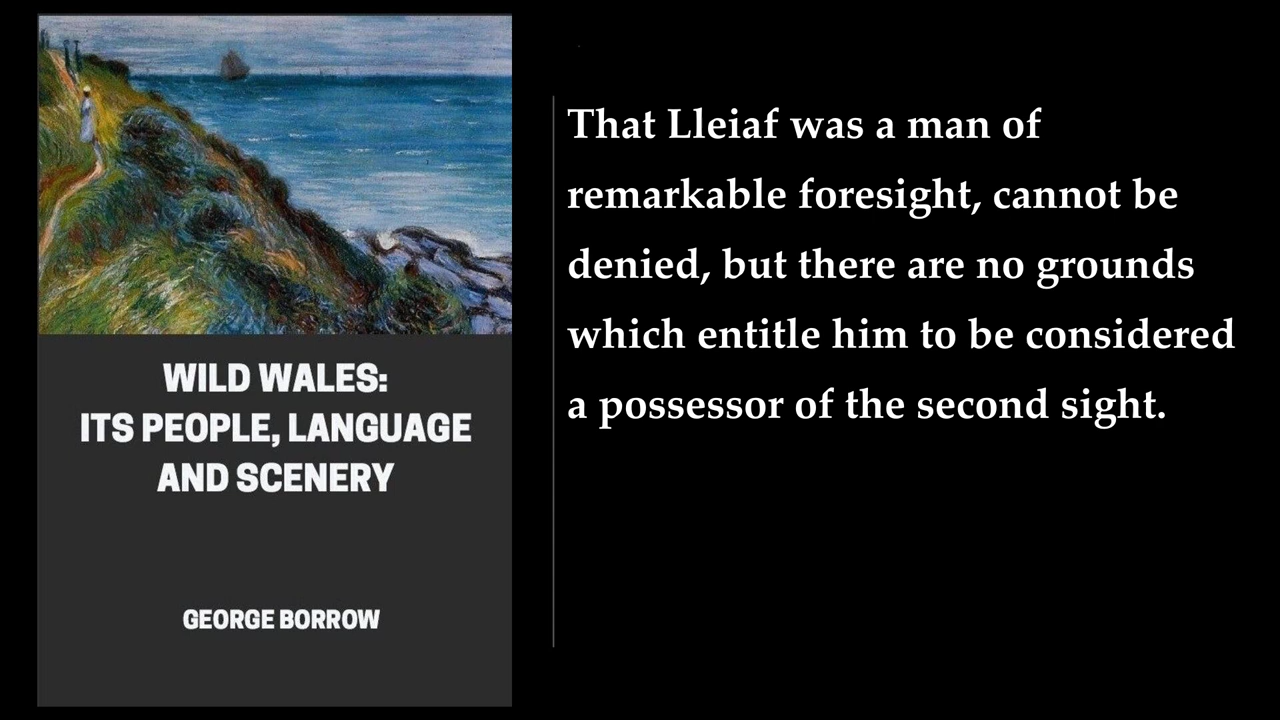 WILD WALES:
ITS PEOPLE, LANGUAGE
AND SCENERY
GEORGE BORROW
That Lleiaf was a man of
remarkable foresight, cannot be
denied, but there are no grounds
which entitle him to be considered
a possessor of the second sight.